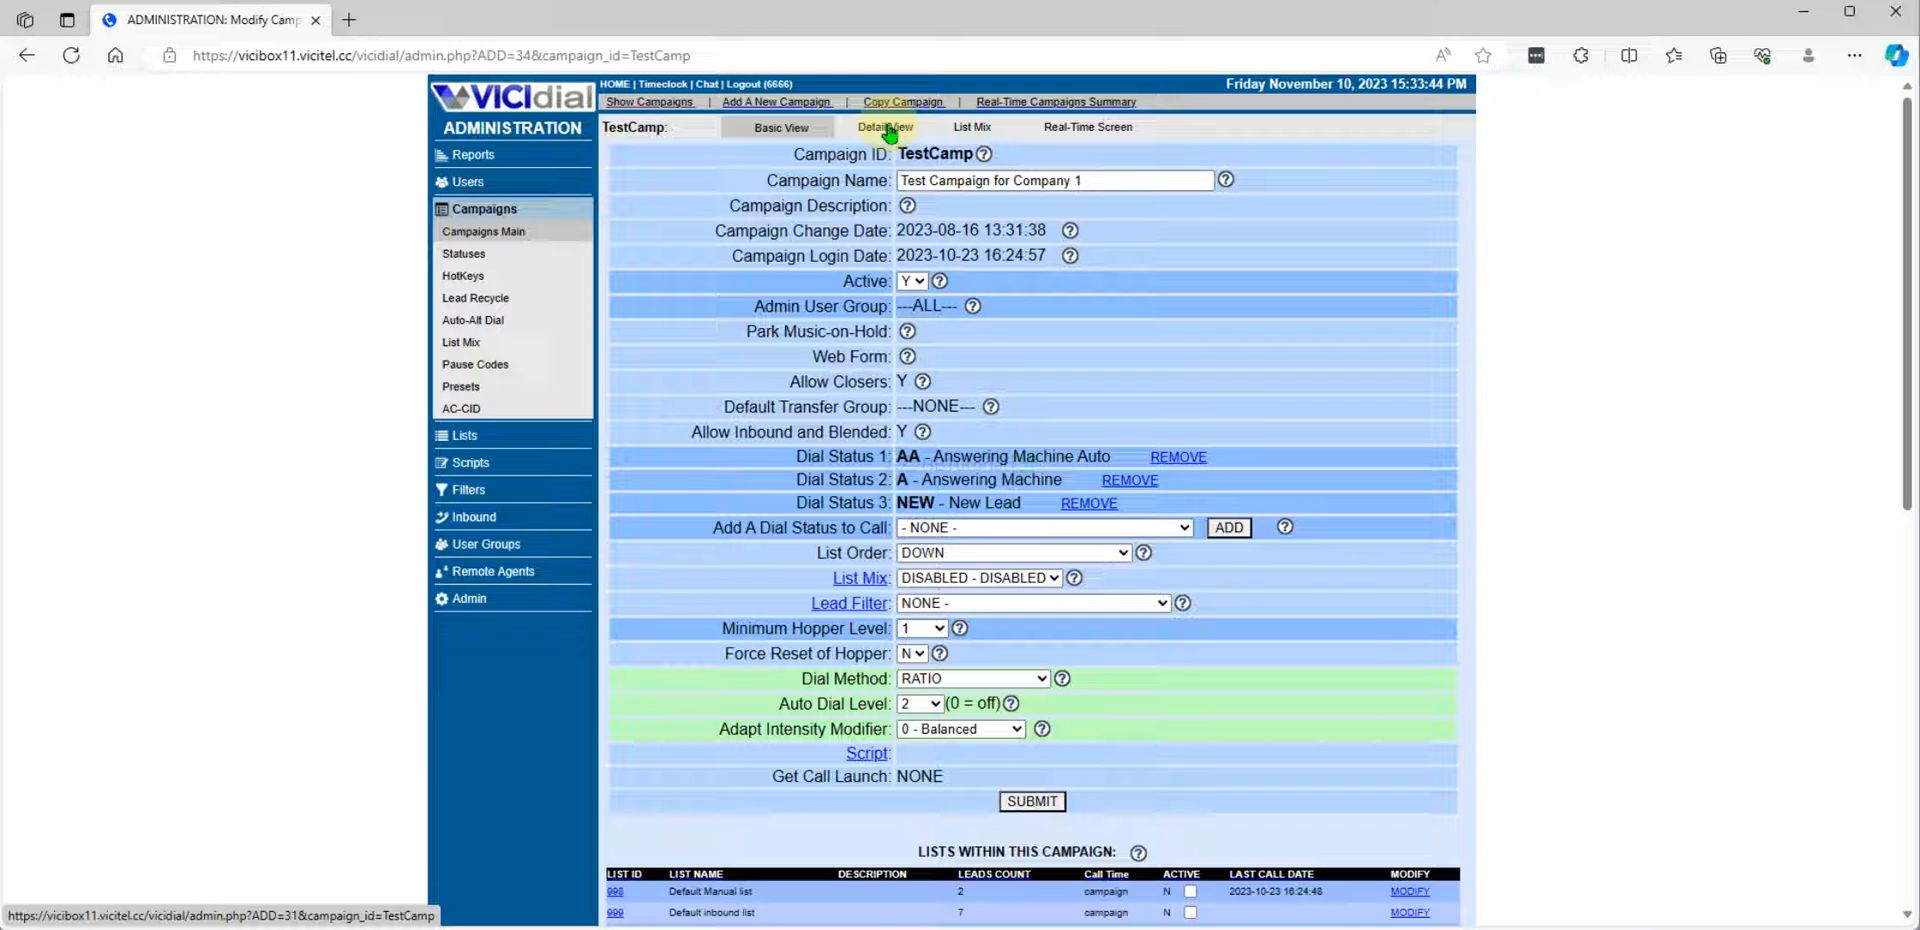 ADMINISTRATION: Modify Camp
https://vicibox11.vicitel.cc/vicidial/admin.php?ADD=34&campaign_id=TestCamp
VICIdial
ADMINISTRATION
Reports
Users
Campaigns
Campaigns Main
Statuses
HotKeys
Lead Recycle
Auto-Alt Dial
List Mix
Pause Codes
Presets
AC-CID
Lists
Scripts
Filters
Inbound
User Groups
Remote Agents
Admin
HOME | Timeclock | Chat | Logout (6666)
Friday November 10, 2023 15:33:44 PM
Show Campaigns | Add A New Campaign | Copy Campaign | Real-Time Campaigns Summary
TestCamp: Basic View Detail View List Mix Real-Time Screen
Campaign ID: TestCamp
Campaign Name: Test Campaign for Company 1
Campaign Description:
Campaign Change Date: 2023-08-16 13:31:38
Campaign Login Date: 2023-10-23 16:24:57
Active: Y
Admin User Group: ---ALL---
Park Music-on-Hold:
Web Form:
Allow Closers: Y
Default Transfer Group: ---NONE---
Allow Inbound and Blended: Y
Dial Status 1: AA - Answering Machine Auto REMOVE
Dial Status 2: A - Answering Machine REMOVE
Dial Status 3: NEW - New Lead REMOVE
Add A Dial Status to Call: - NONE - ADD
List Order: DOWN
List Mix: DISABLED - DISABLED
Lead Filter: NONE -
Minimum Hopper Level: 1
Force Reset of Hopper: N
Dial Method: RATIO
Auto Dial Level: 2 (0 = off)
Adapt Intensity Modifier: 0 - Balanced
Script:
Get Call Launch: NONE
SUBMIT
LISTS WITHIN THIS CAMPAIGN:
LIST ID LIST NAME DESCRIPTION LEADS COUNT Call Time ACTIVE LAST CALL DATE MODIFY
998 Default Manual list 2 campaign N 2023-10-23 16:24:48 MODIFY
999 Default inbound list 7 campaign N MODIFY
https://vicibox11.vicitel.cc/vicidial/admin.php?ADD=31&campaign_id=TestCamp